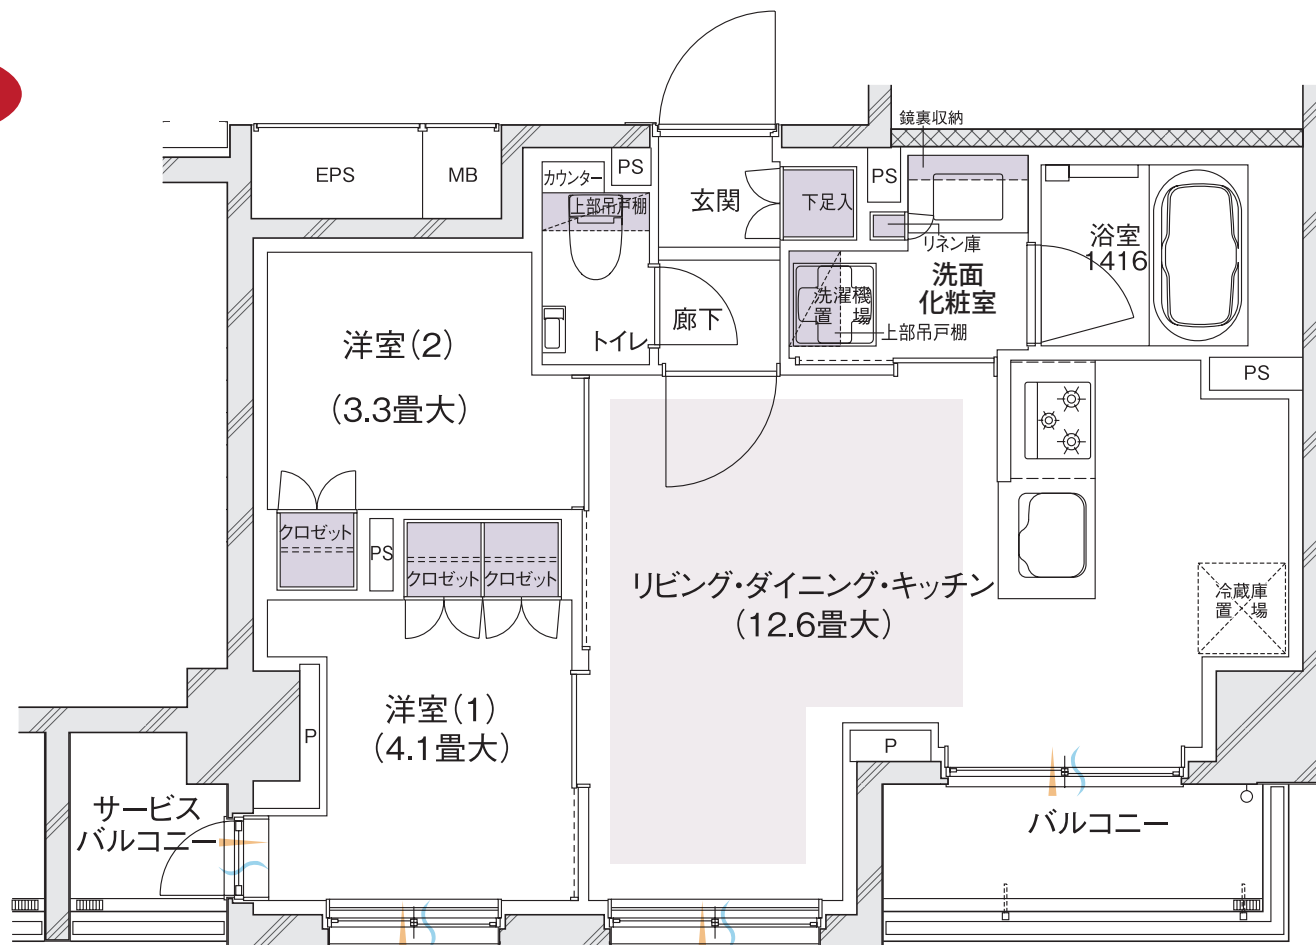 鏡裏収納
EPS
MB
カウンター
PS
上部吊戸棚
玄関
下足入
PS
リネン庫
浴室
1416
洗面
化粧室
洗濯機
置場
上部吊戸棚
廊下
トイレ
洋室(2)
(3.3畳大)
PS
クロゼット
PS
クロゼット
クロゼット
リビング・ダイニング・キッチン
(12.6畳大)
冷蔵庫
置場
洋室(1)
(4.1畳大)
P
P
サービス
バルコニー
バルコニー